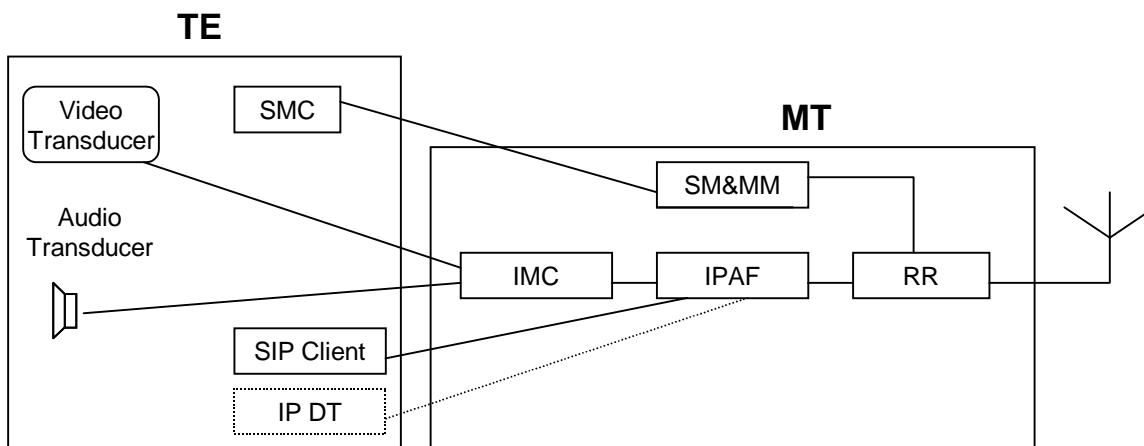 TE
Video
Transducer
SMC
MT
SM&MM
Audio
Transducer
IMC
IPAF
RR
SIP Client
IP DT